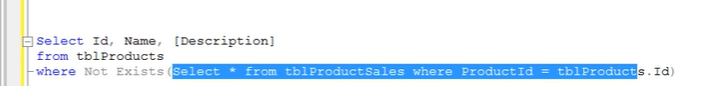 Select Id, Name, [Description]
from tblProducts
where Not Exists(Select * from tblProductSales where ProductId = tblProducts.Id)